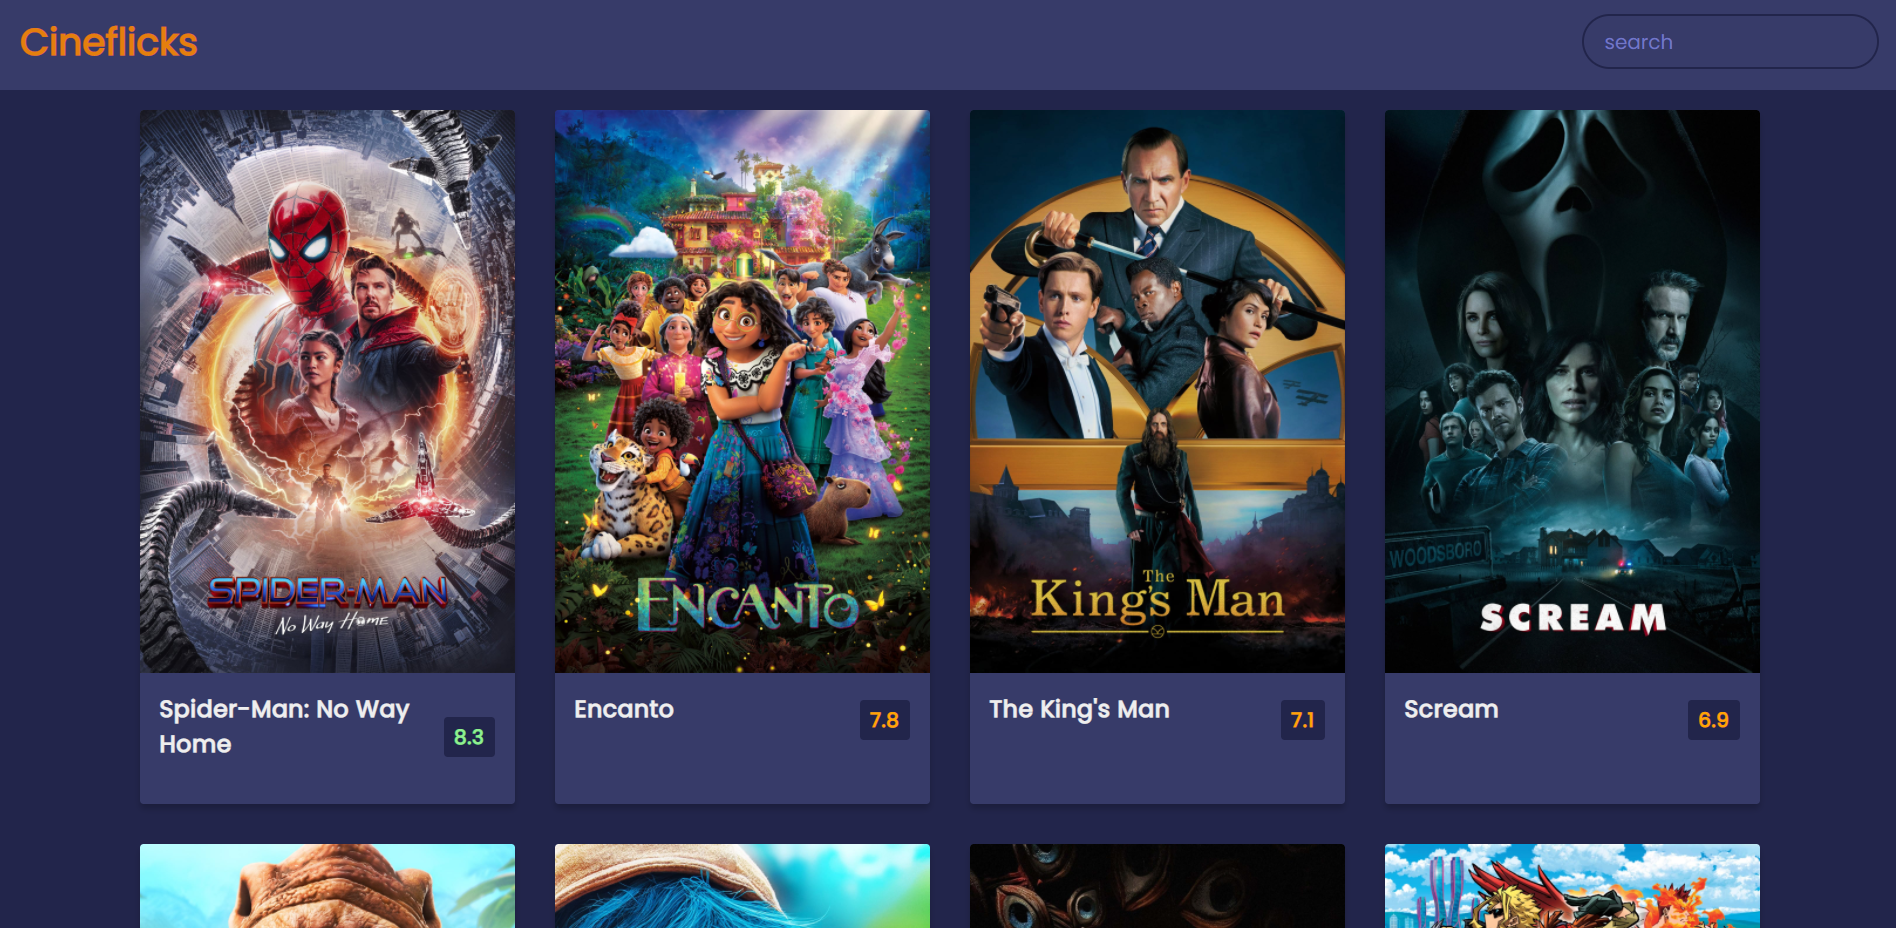 Cineflicks
search
SPIDER-MAN
No Way Home
ENCANTO
The
King's Man
WOODSBORO
SCREAM
Spider-Man: No Way
Home
8.3
Encanto
7.8
The King's Man
7.1
Scream
6.9